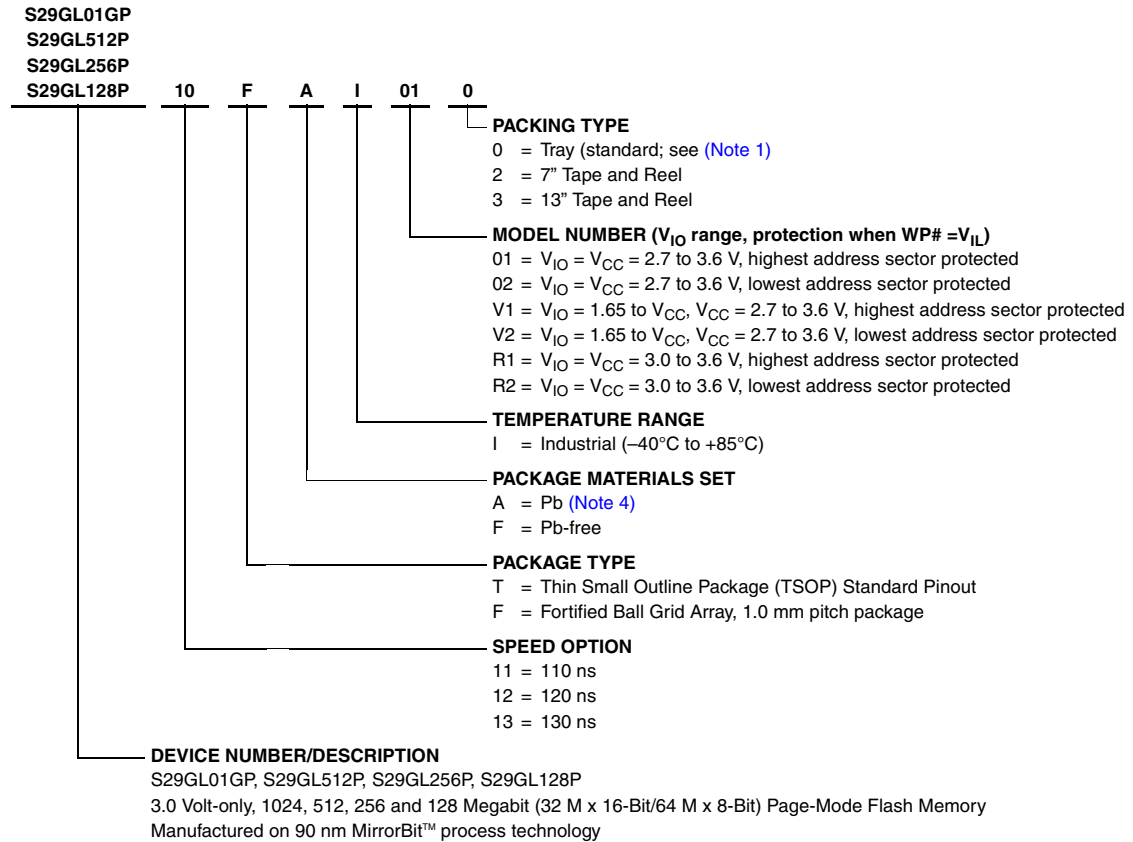 S29GL01GP
S29GL512P
S29GL256P
S29GL128P 10 F A I 01 0
PACKING TYPE
0 = Tray (standard; see (Note 1)
2 = 7” Tape and Reel
3 = 13” Tape and Reel
MODEL NUMBER (VIO range, protection when WP# =VIL)
01 = VIO = VCC = 2.7 to 3.6 V, highest address sector protected
02 = VIO = VCC = 2.7 to 3.6 V, lowest address sector protected
V1 = VIO = 1.65 to VCC, VCC = 2.7 to 3.6 V, highest address sector protected
V2 = VIO = 1.65 to VCC, VCC = 2.7 to 3.6 V, lowest address sector protected
R1 = VIO = VCC = 3.0 to 3.6 V, highest address sector protected
R2 = VIO = VCC = 3.0 to 3.6 V, lowest address sector protected
TEMPERATURE RANGE
I = Industrial (–40°C to +85°C)
PACKAGE MATERIALS SET
A = Pb (Note 4)
F = Pb-free
PACKAGE TYPE
T = Thin Small Outline Package (TSOP) Standard Pinout
F = Fortified Ball Grid Array, 1.0 mm pitch package
SPEED OPTION
11 = 110 ns
12 = 120 ns
13 = 130 ns
DEVICE NUMBER/DESCRIPTION
S29GL01GP, S29GL512P, S29GL256P, S29GL128P
3.0 Volt-only, 1024, 512, 256 and 128 Megabit (32 M x 16-Bit/64 M x 8-Bit) Page-Mode Flash Memory
Manufactured on 90 nm MirrorBit™ process technology